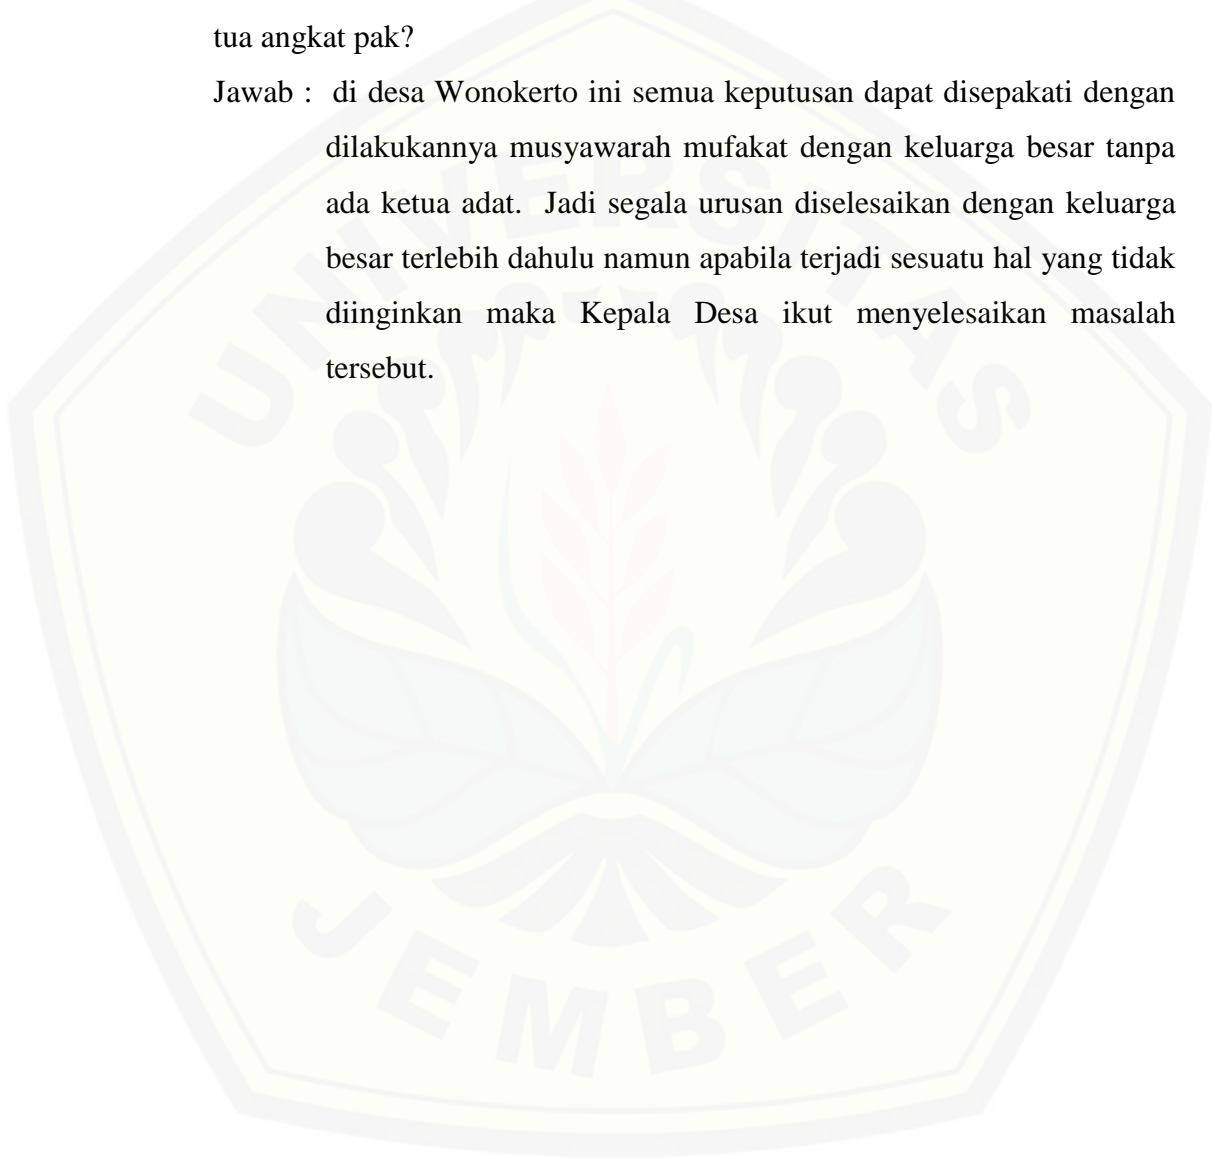 tua angkat pak?
Jawab : di desa Wonokerto ini semua keputusan dapat disepakati dengan
dilakukannya musyawarah mufakat dengan keluarga besar tanpa
ada ketua adat. Jadi segala urusan diselesaikan dengan keluarga
besar terlebih dahulu namun apabila terjadi sesuatu hal yang tidak
diinginkan maka Kepala Desa ikut menyelesaikan masalah
tersebut.
UNIVERSITAS
JEMBER